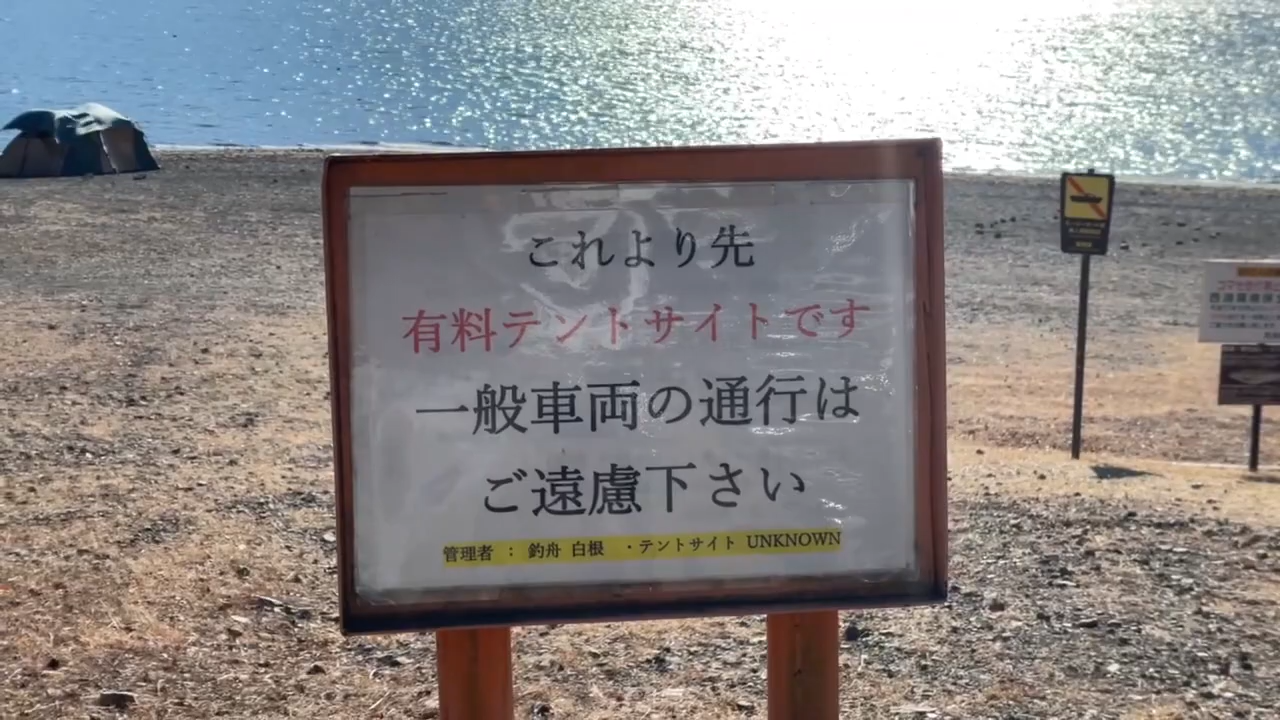 これより先
有料テントサイトです
一般車両の通行は
ご遠慮下さい
管理者 : 釣舟 白根 ・テントサイト UNKNOWN